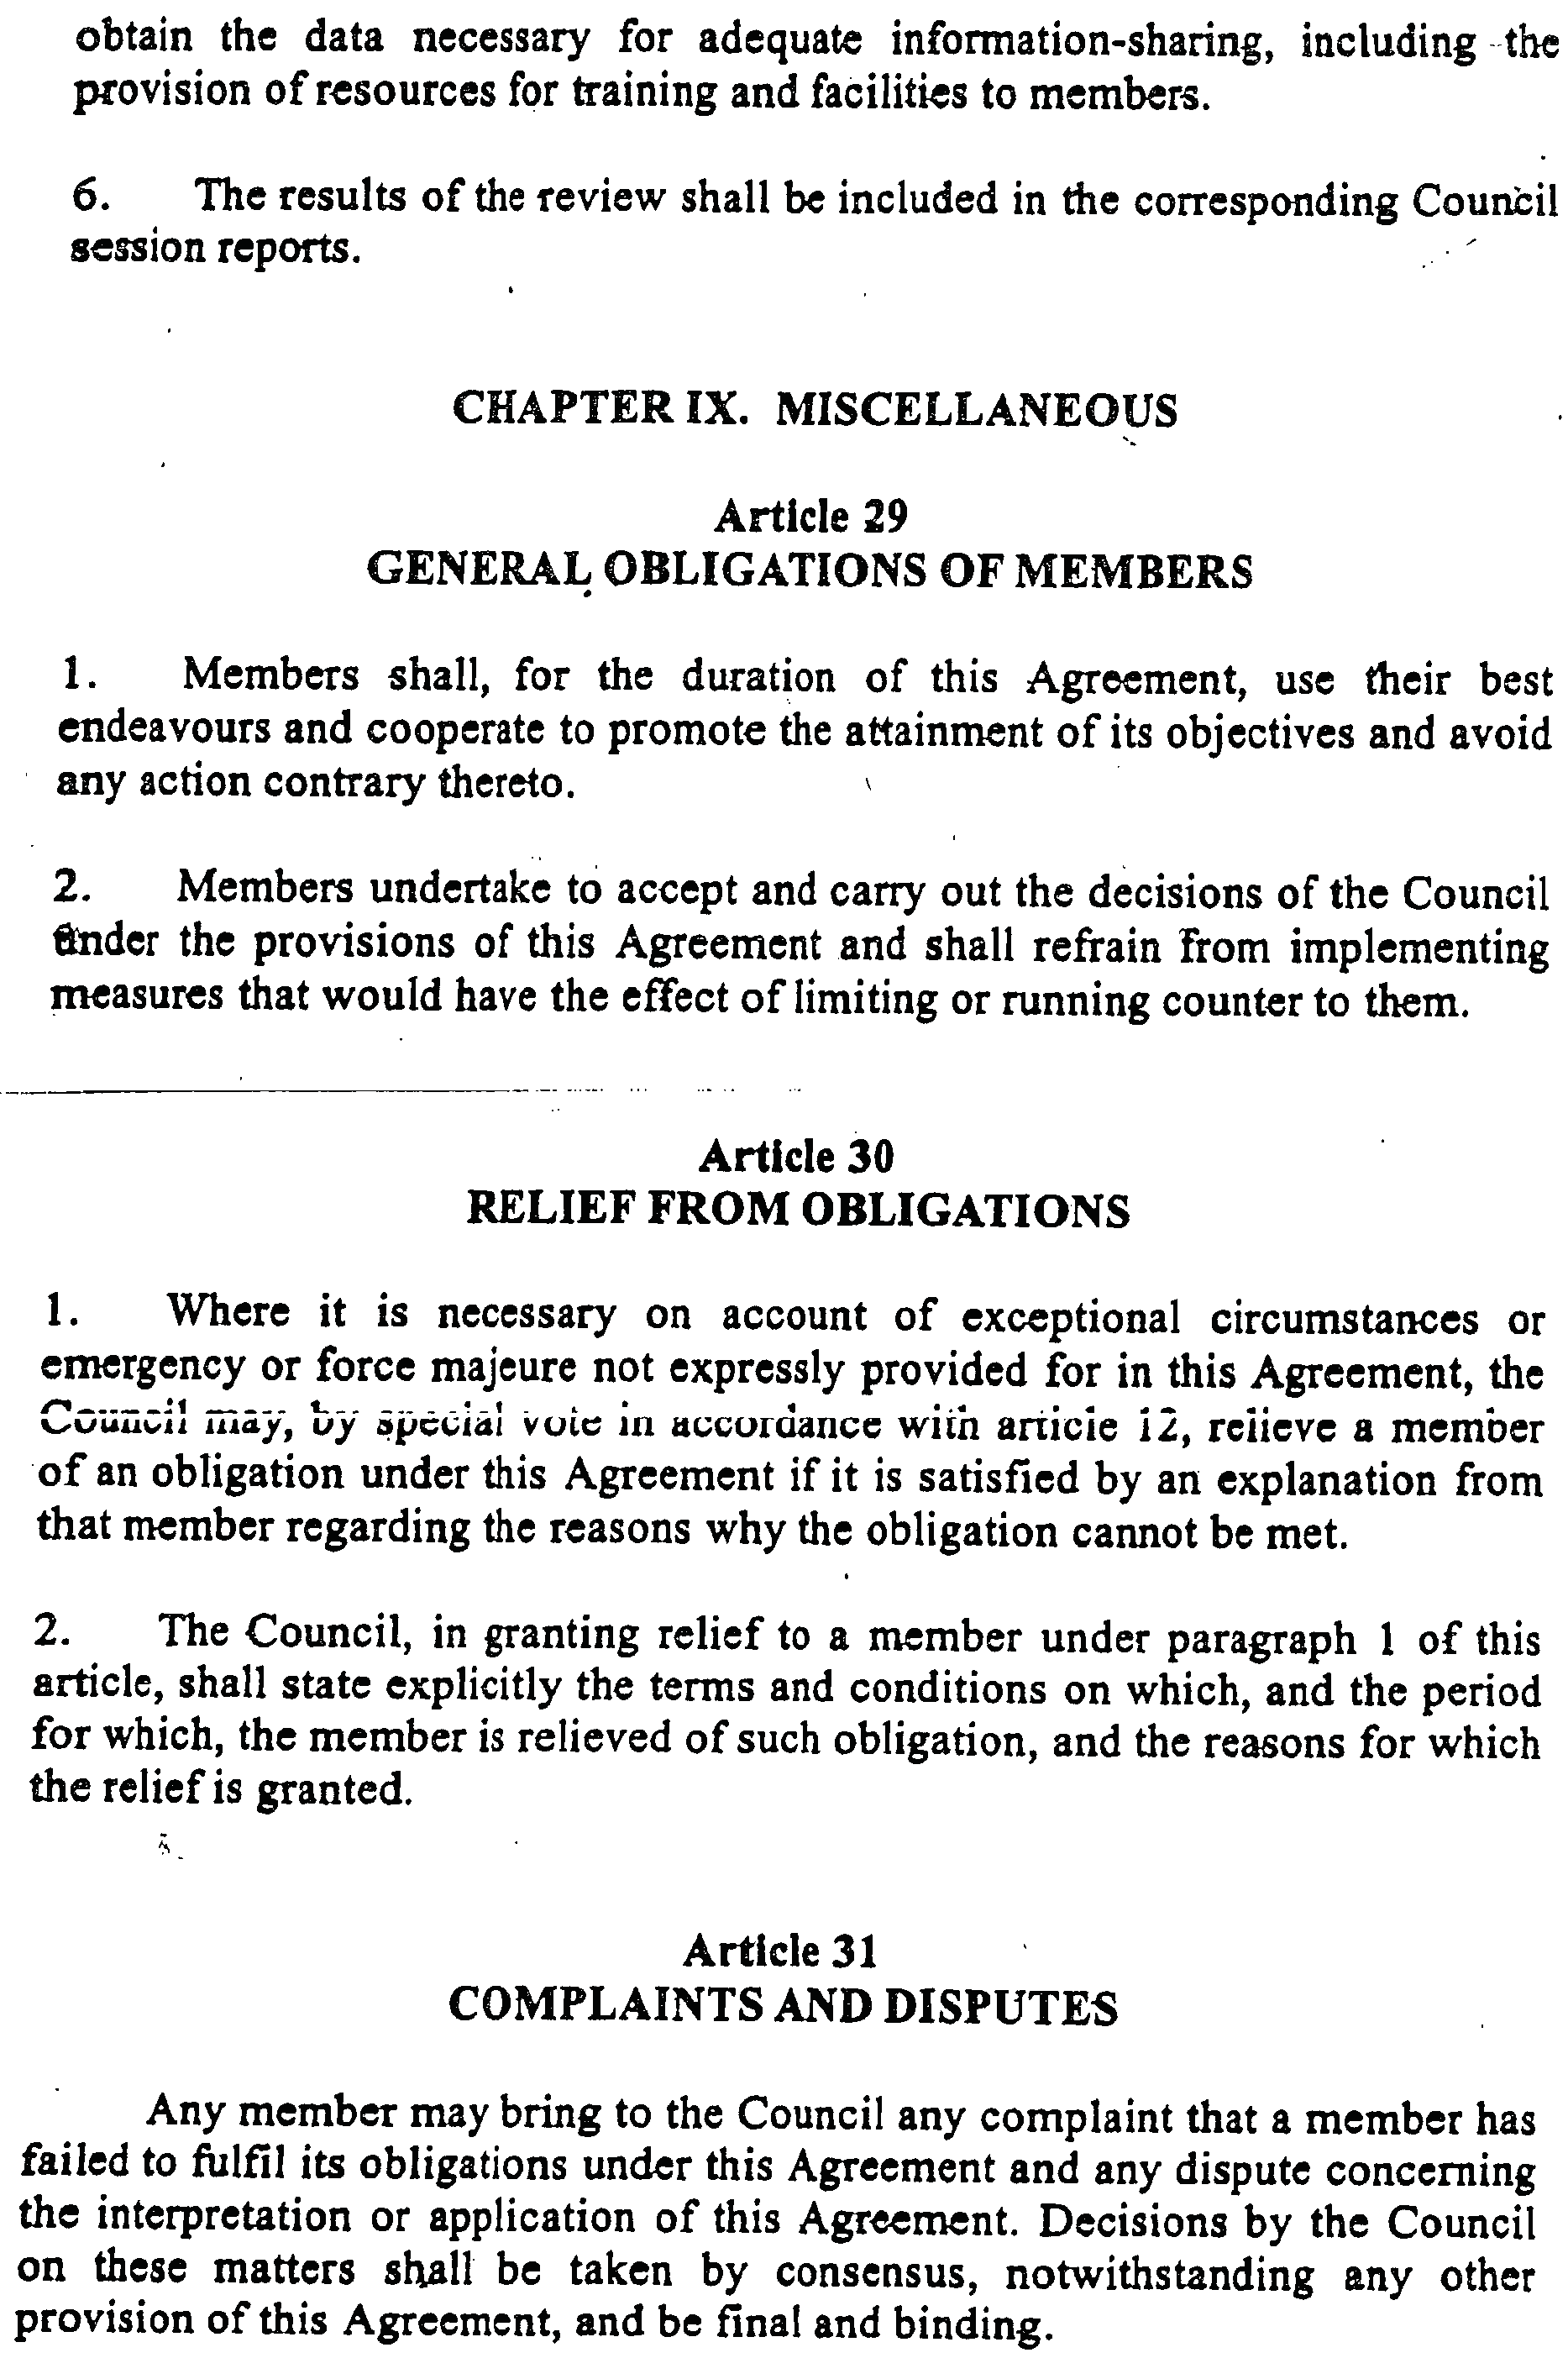 obtain the data necessary for adequate information-sharing, including the
provision of resources for training and facilities to members.
6. The results of the review shall be included in the corresponding Council
session reports.
CHAPTER IX. MISCELLANEOUS
Article 29
GENERAL OBLIGATIONS OF MEMBERS
1. Members shall, for the duration of this Agreement, use their best
endeavours and cooperate to promote the attainment of its objectives and avoid
any action contrary thereto.
2. Members undertake to accept and carry out the decisions of the Council
under the provisions of this Agreement and shall refrain from implementing
measures that would have the effect of limiting or running counter to them.
Article 30
RELIEF FROM OBLIGATIONS
1. Where it is necessary on account of exceptional circumstances or
emergency or force majeure not expressly provided for in this Agreement, the
Council may, by special vote in accordance with article 12, relieve a member
of an obligation under this Agreement if it is satisfied by an explanation from
that member regarding the reasons why the obligation cannot be met.
2. The Council, in granting relief to a member under paragraph 1 of this
article, shall state explicitly the terms and conditions on which, and the period
for which, the member is relieved of such obligation, and the reasons for which
the relief is granted.
Article 31
COMPLAINTS AND DISPUTES
Any member may bring to the Council any complaint that a member has
failed to fulfil its obligations under this Agreement and any dispute concerning
the interpretation or application of this Agreement. Decisions by the Council
on these matters shall be taken by consensus, notwithstanding any other
provision of this Agreement, and be final and binding.